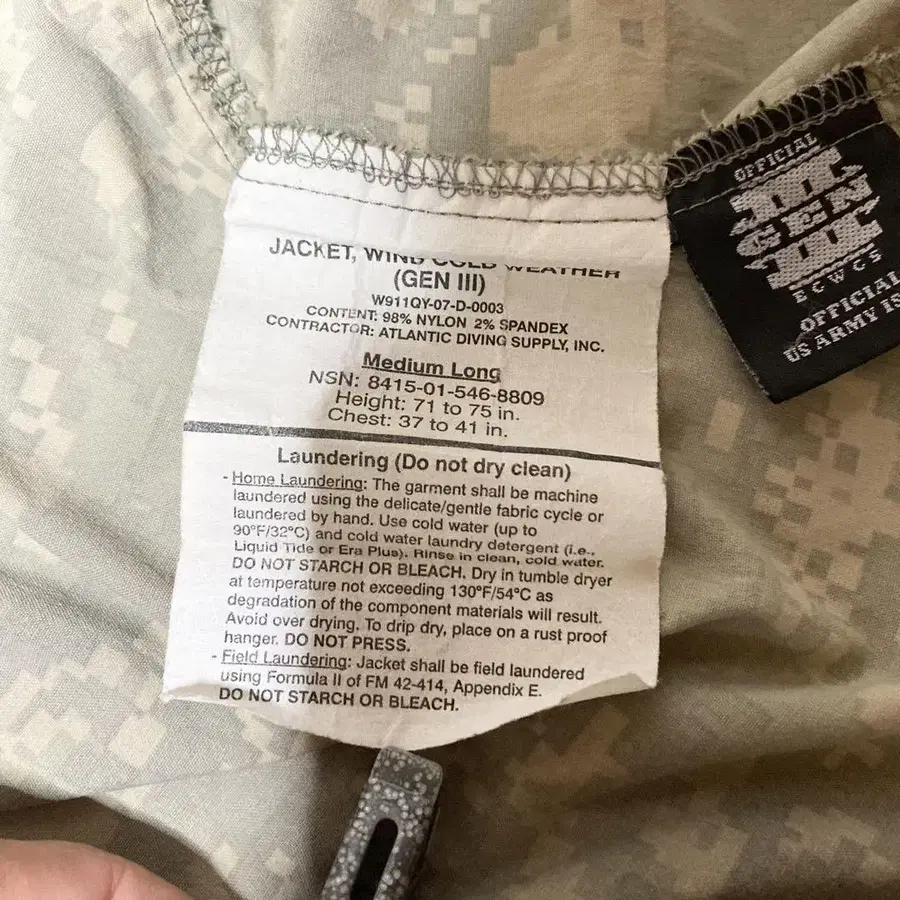 JACKET, WIND COLD WEATHER
(GEN III)
W911QY-07-D-0003
CONTENT: 98% NYLON 2% SPANDEX
CONTRACTOR: ATLANTIC DIVING SUPPLY, INC.
Medium Long
NSN: 8415-01-546-8809
Height: 71 to 75 in.
Chest: 37 to 41 in.
Laundering (Do not dry clean)
- Home Laundering: The garment shall be machine
laundered using the delicate/gentle fabric cycle or
laundered by hand. Use cold water (up to
90°F/32°C) and cold water laundry detergent (i.e.,
Liquid Tide or Era Plus). Rinse in clean, cold water.
DO NOT STARCH OR BLEACH. Dry in tumble dryer
at temperature not exceeding 130°F/54°C as
degradation of the component materials will result.
Avoid over drying. To drip dry, place on a rust proof
hanger. DO NOT PRESS.
- Field Laundering: Jacket shall be field laundered
using Formula II of FM 42-414, Appendix E.
DO NOT STARCH OR BLEACH.
OFFICIAL
GEN
III
ECWCS
OFFICIAL
US ARMY IS